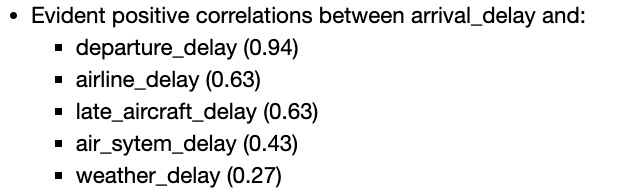 • Evident positive correlations between arrival_delay and:
▪ departure_delay (0.94)
▪ airline_delay (0.63)
▪ late_aircraft_delay (0.63)
▪ air_sytem_delay (0.43)
▪ weather_delay (0.27)